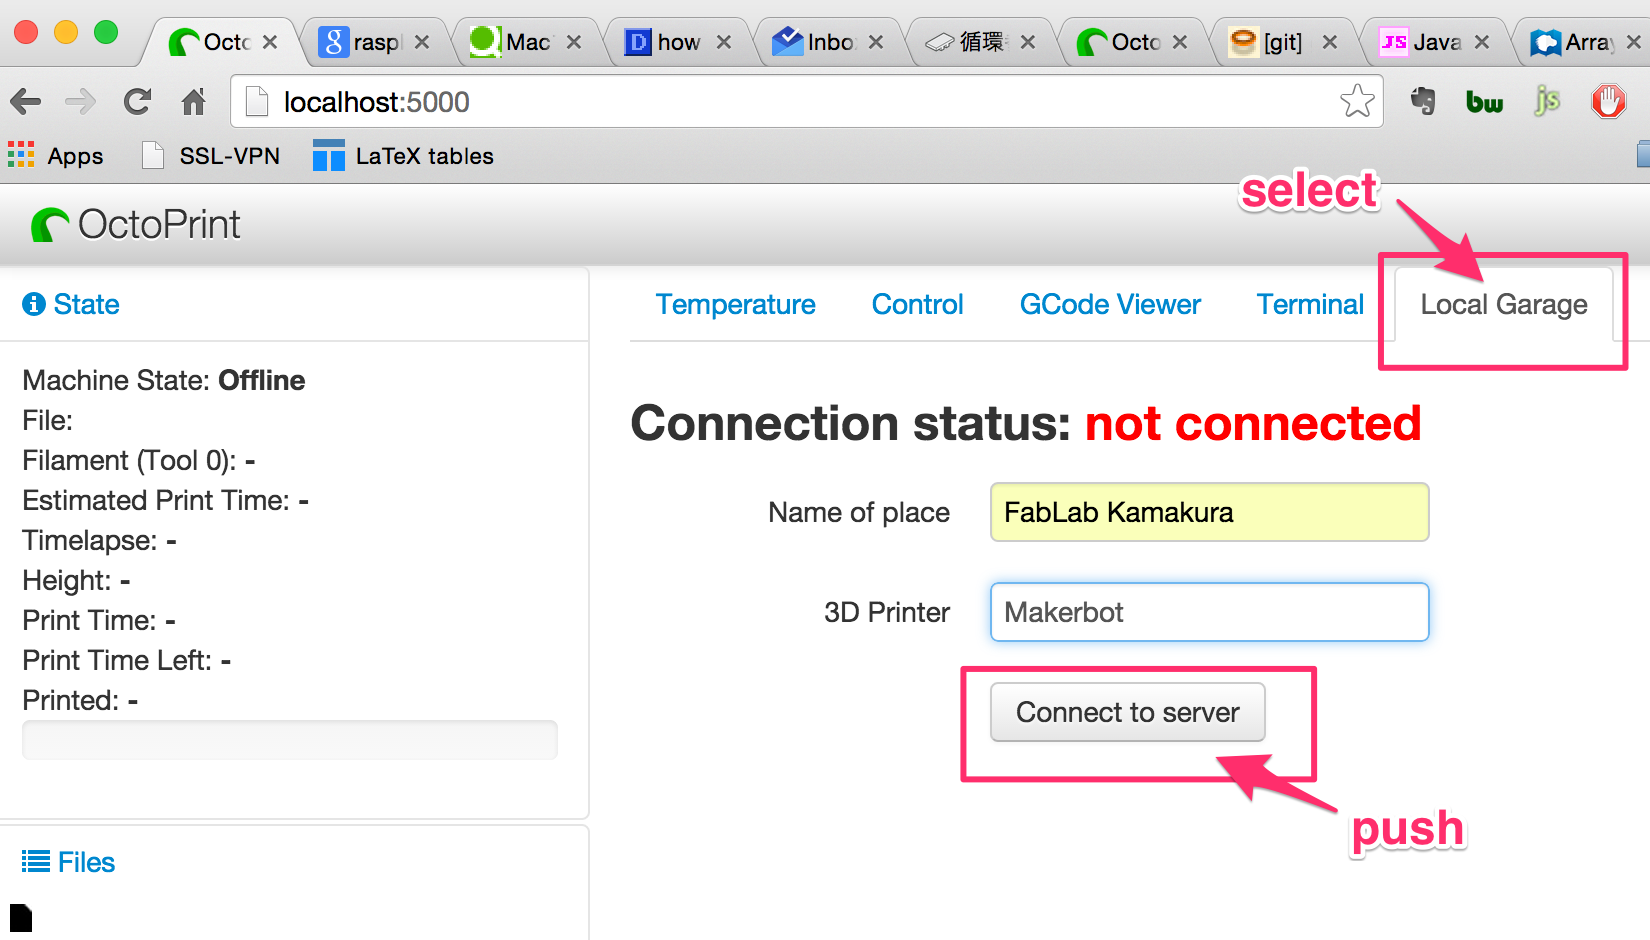 Octo
rasp
Mac
how
Inbo
循環
Octo
[git]
Java
Array
localhost:5000
bw
js
Apps
SSL-VPN
LaTeX tables
select
OctoPrint
State
Temperature
Control
GCode Viewer
Terminal
Local Garage
Machine State: Offline
File:
Filament (Tool 0): -
Estimated Print Time: -
Timelapse: -
Height: -
Print Time: -
Print Time Left: -
Printed: -
Connection status: not connected
Name of place
FabLab Kamakura
3D Printer
Makerbot
Connect to server
push
Files